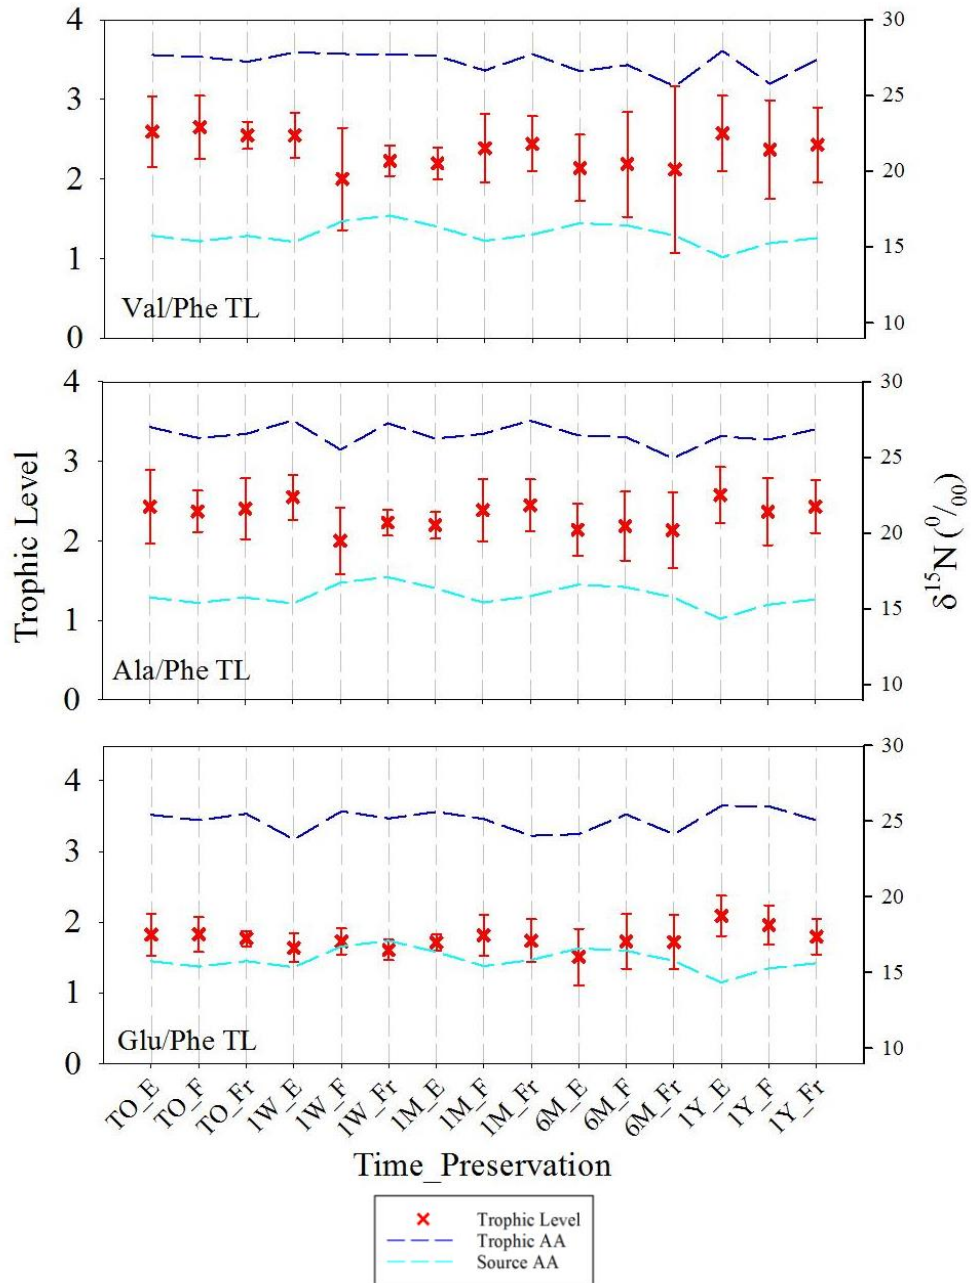 4
3
2
1
0
30
25
20
15
10
Val/Phe TL
4
3
2
1
0
30
25
20
15
10
Ala/Phe TL
4
3
2
1
0
30
25
20
15
10
Glu/Phe TL
Trophic Level
δ15N (0/00)
TO_E
TO_F
TO_Fr
1W_E
1W_F
1W_Fr
1M_E
1M_F
1M_Fr
6M_E
6M_F
6M_Fr
1Y_E
1Y_F
1Y_Fr
Time_Preservation
Trophic Level
Trophic AA
Source AA